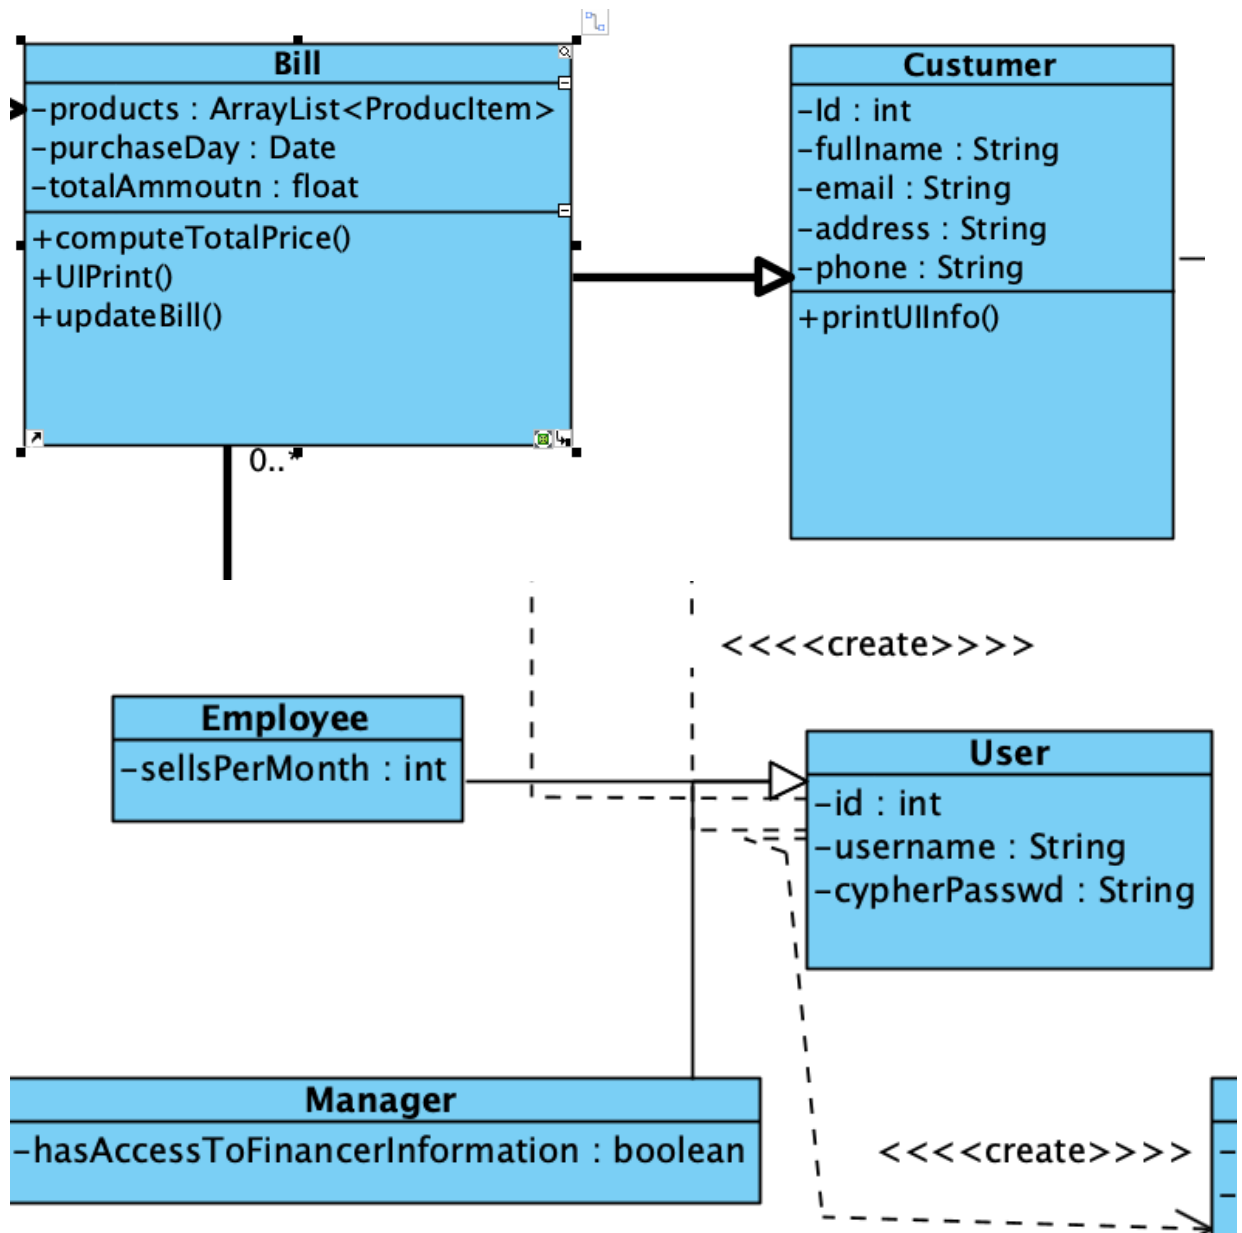 Bill
-products : ArrayList<ProducItem>
-purchaseDay : Date
-totalAmmoutn : float
+computeTotalPrice()
+UIPrint()
+updateBill()
0..*
Custumer
-Id : int
-fullname : String
-email : String
-address : String
-phone : String
+printUIInfo()
<<<<create>>>>
Employee
-sellsPerMonth : int
User
-id : int
-username : String
-cypherPasswd : String
Manager
-hasAccessToFinancerInformation : boolean
<<<<create>>>>
-
-